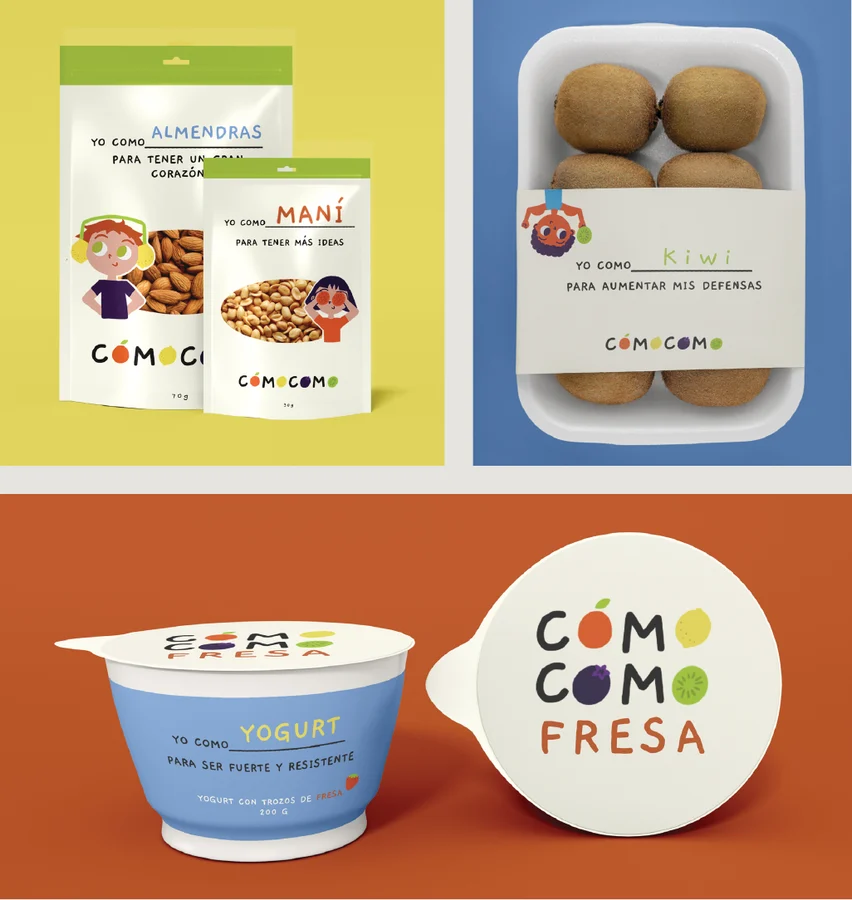 YO COMO ALMENDRAS
PARA TENER UN GRAN
CORAZÓN
CÓMOCO
70g
YO COMO MANÍ
PARA TENER MÁS IDEAS
CÓMOCOMO
50g
YO COMO Kiwi
PARA AUMENTAR MIS DEFENSAS
CÓMOCOMO
CÓMO
COMO
FRESA
YO COMO YOGURT
PARA SER FUERTE Y RESISTENTE
YOGURT CON TROZOS DE FRESA
200 G
CÓMO
COMO
FRESA